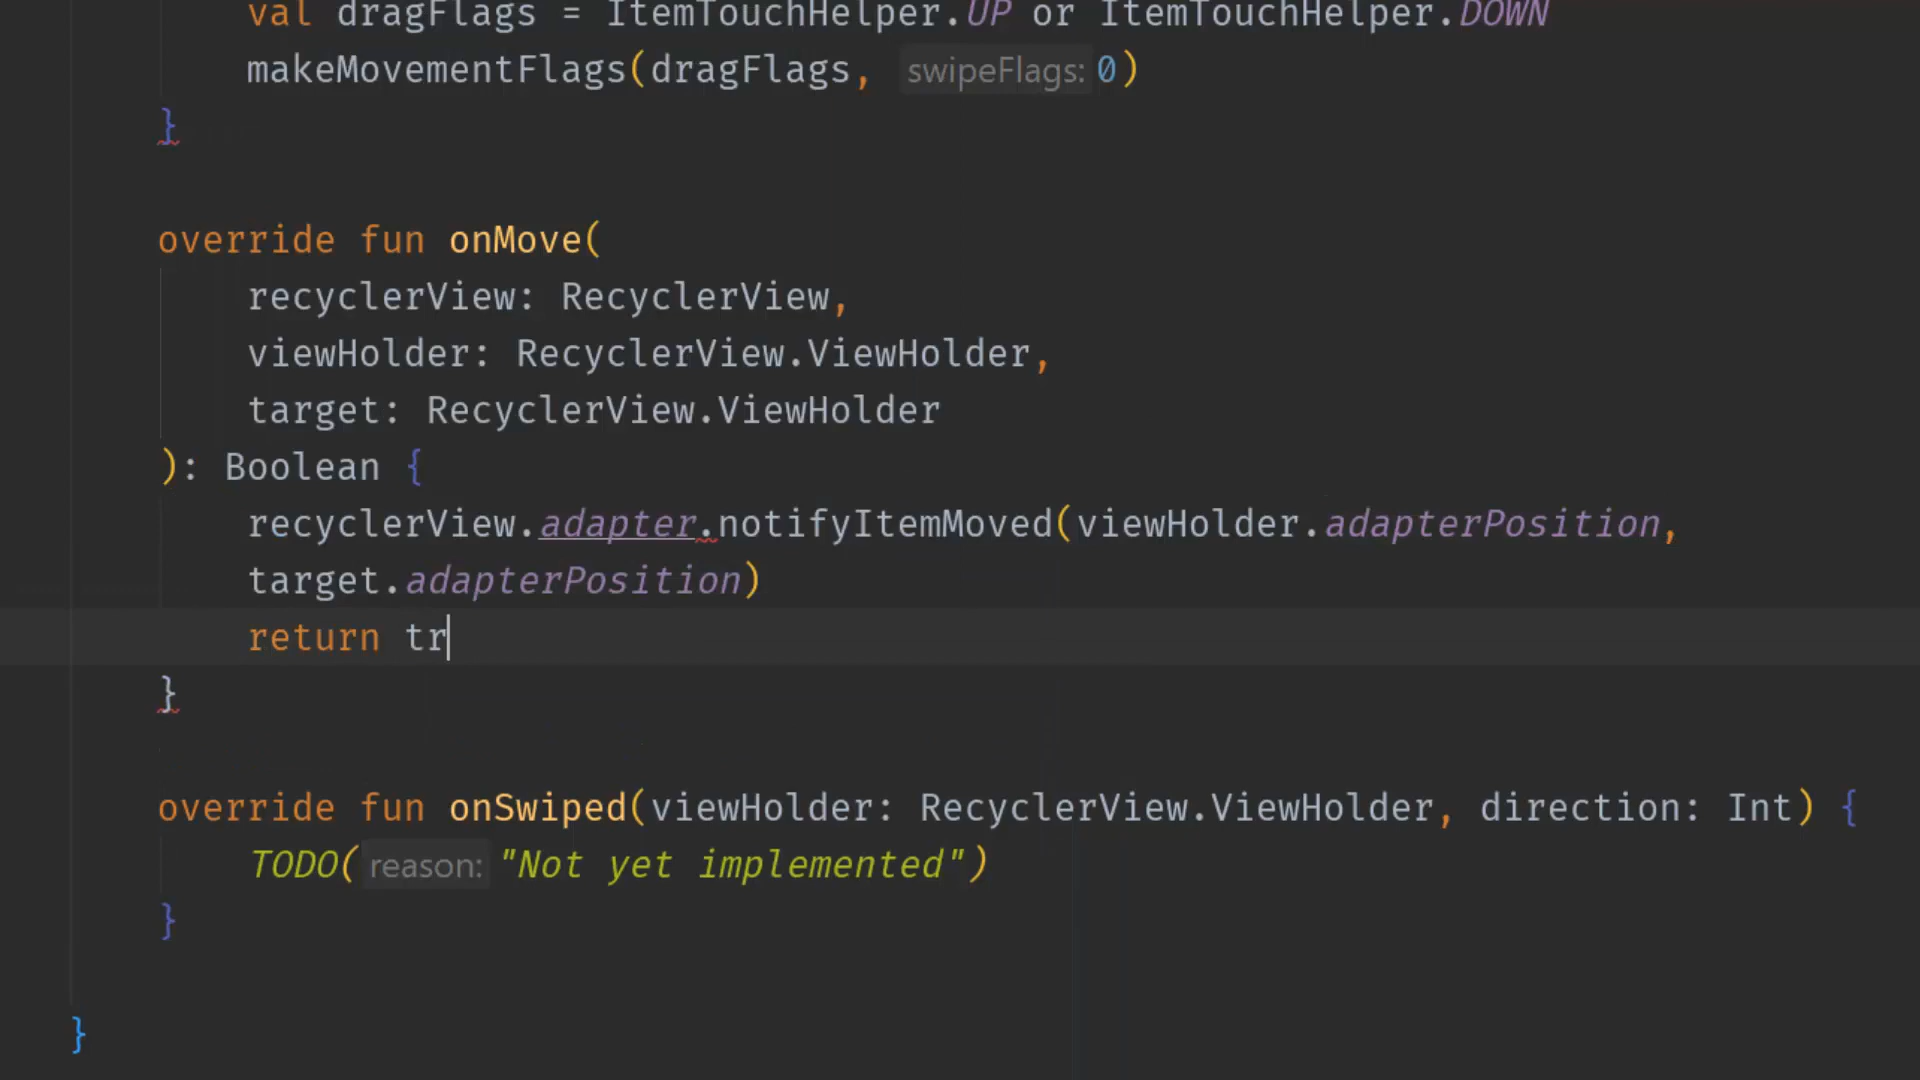 val dragFlags = ItemTouchHelper.UP or ItemTouchHelper.DOWN
makeMovementFlags(dragFlags, swipeFlags: 0)
}
override fun onMove(
recyclerView: RecyclerView,
viewHolder: RecyclerView.ViewHolder,
target: RecyclerView.ViewHolder
): Boolean {
recyclerView.adapter.notifyItemMoved(viewHolder.adapterPosition,
target.adapterPosition)
return tr
}
override fun onSwiped(viewHolder: RecyclerView.ViewHolder, direction: Int) {
TODO( reason: "Not yet implemented")
}
}